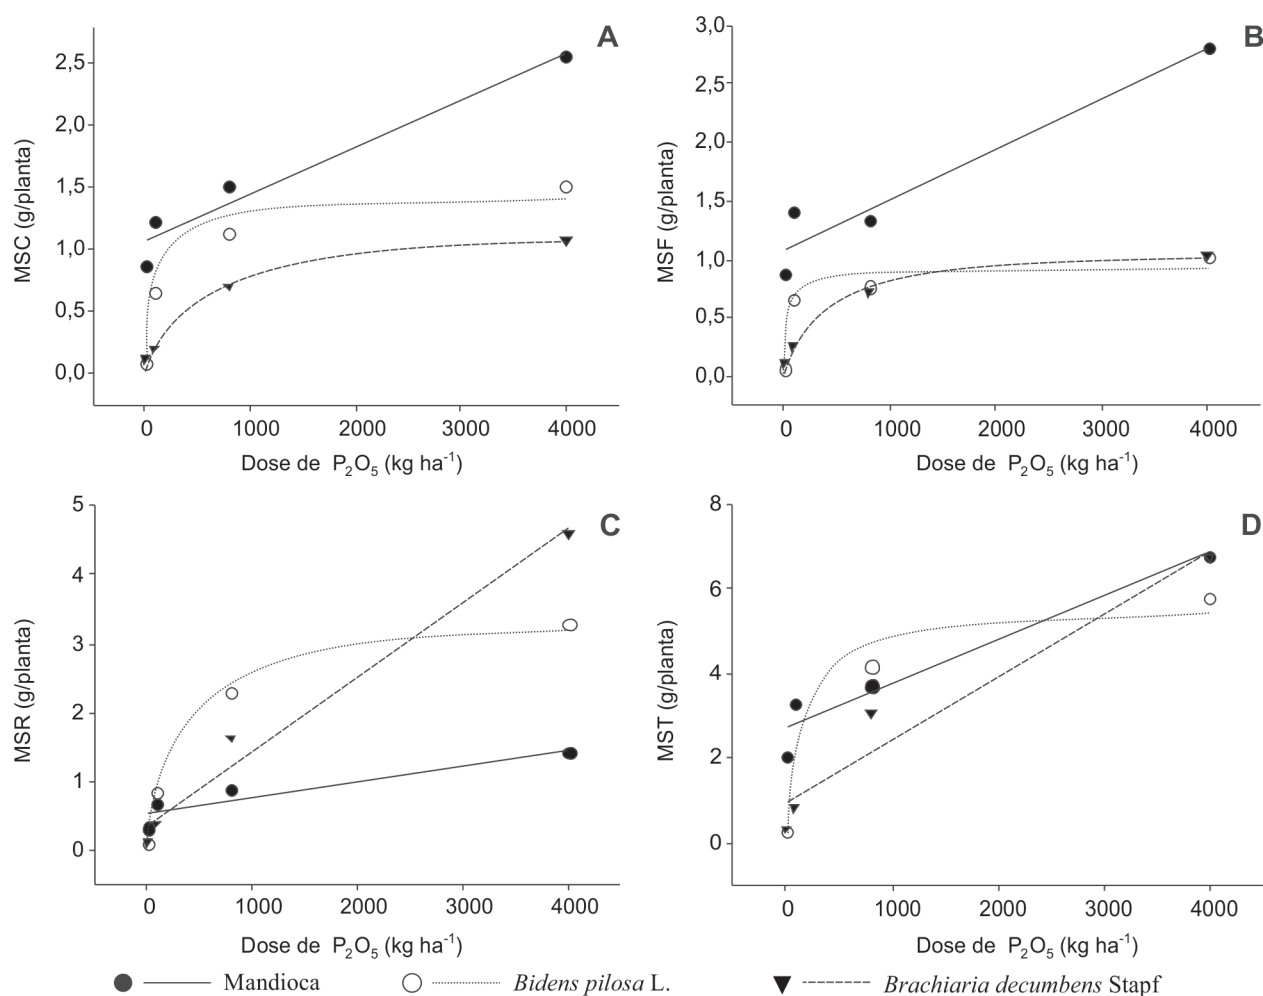 A
MSC (g/planta)
2,5
2,0
1,5
1,0
0,5
0,0
0 1000 2000 3000 4000
Dose de P2O5 (kg ha-1)
B
MSF (g/planta)
3,0
2,5
2,0
1,5
1,0
0,5
0,0
0 1000 2000 3000 4000
Dose de P2O5 (kg ha-1)
C
MSR (g/planta)
5
4
3
2
1
0
0 1000 2000 3000 4000
Dose de P2O5 (kg ha-1)
D
MST (g/planta)
8
6
4
2
0
0 1000 2000 3000 4000
Dose de P2O5 (kg ha-1)
Mandioca Bidens pilosa L. Brachiaria decumbens Stapf